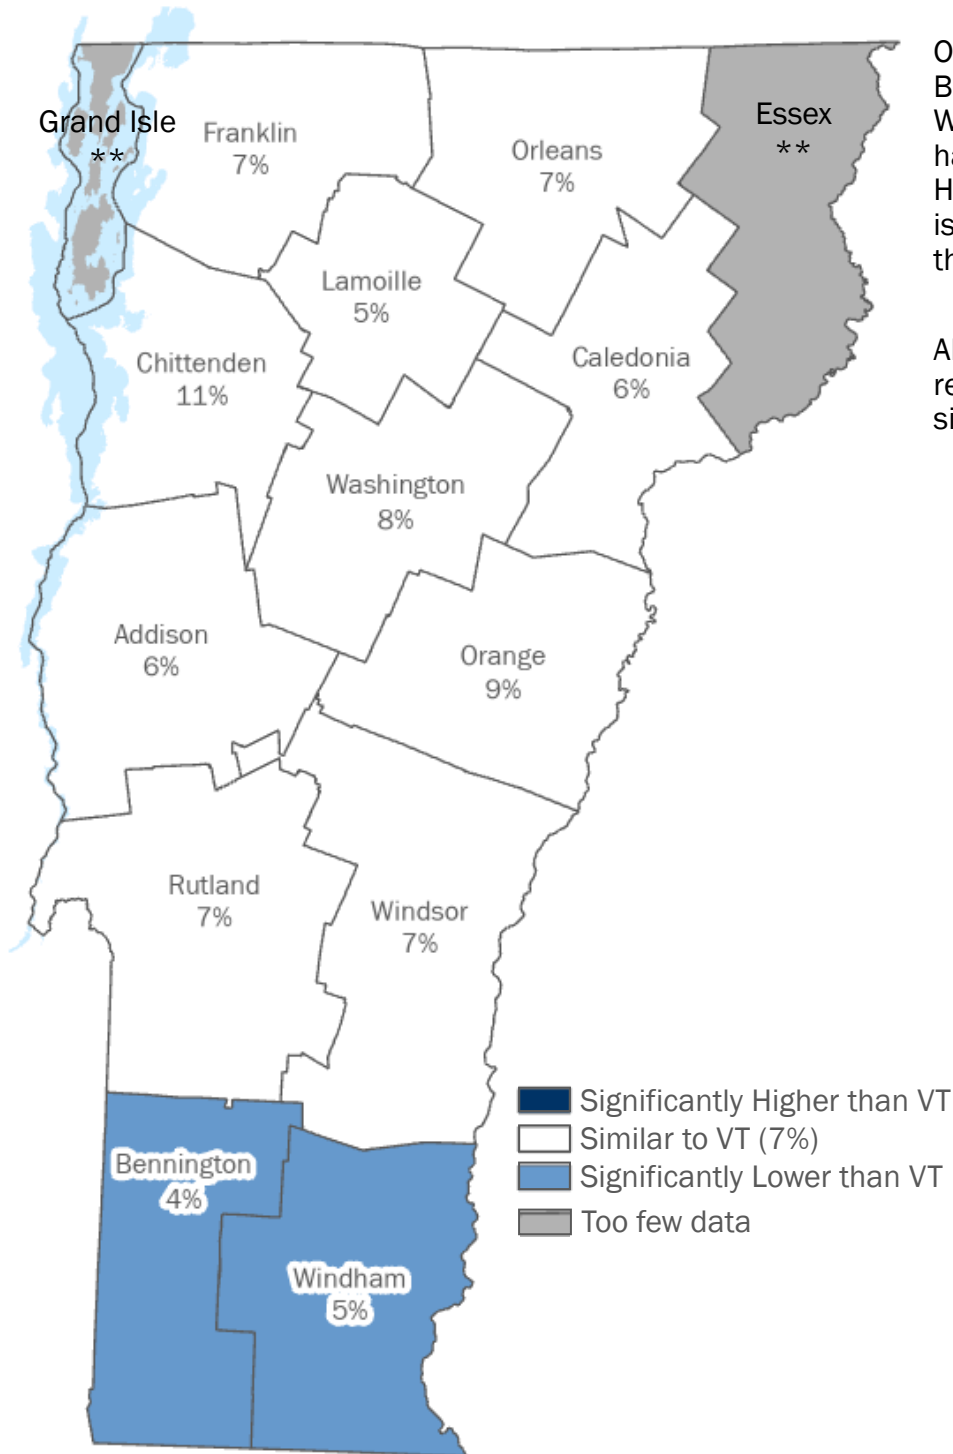 Grand Isle
**
Franklin
7%
Orleans
7%
Essex
**
Lamoille
5%
Chittenden
11%
Caledonia
6%
Washington
8%
Addison
6%
Orange
9%
Rutland
7%
Windsor
7%
Bennington
4%
Windham
5%
Significantly Higher than VT
Similar to VT (7%)
Significantly Lower than VT
Too few data